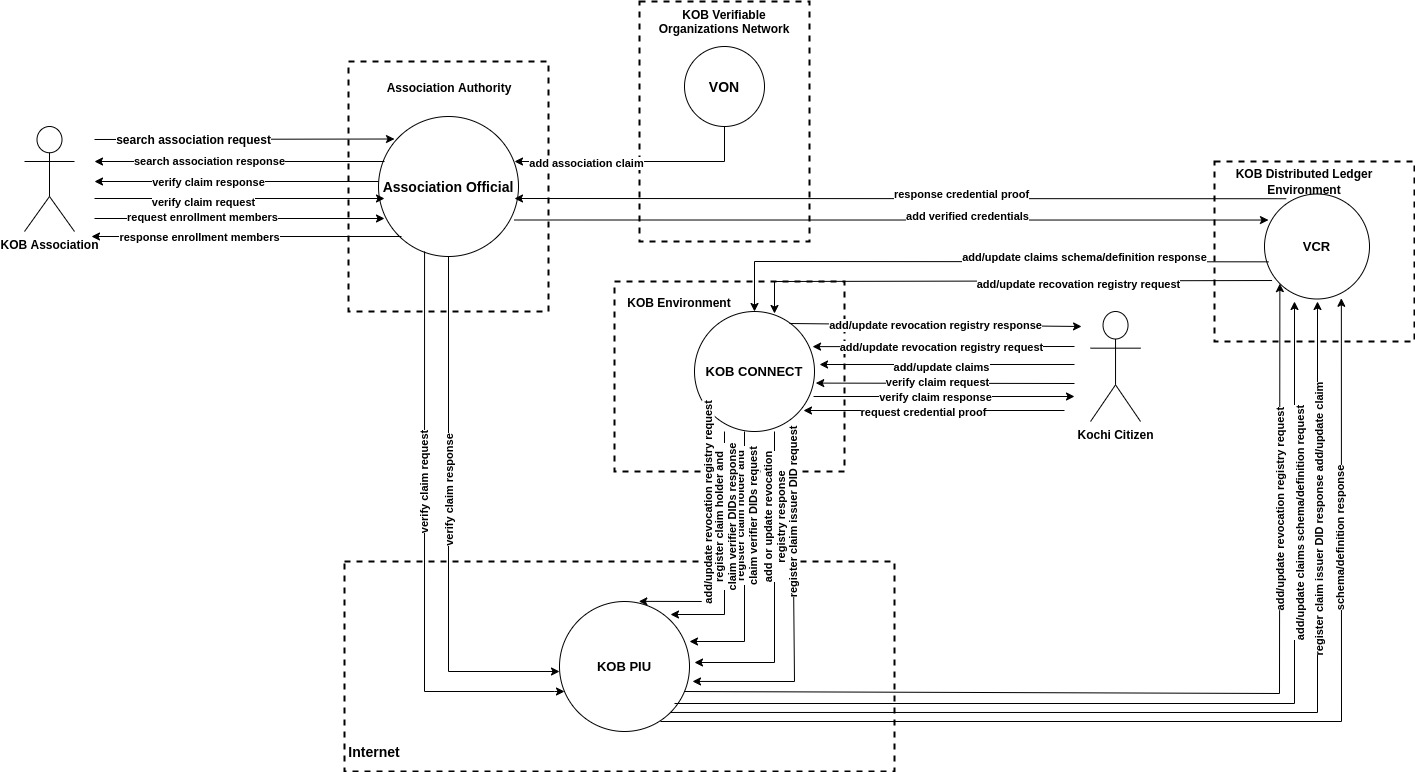 KOB Verifiable
Organizations Network
VON
Association Authority
search association request
search association response
add association claim
verify claim response
Association Official
verify claim request
request enrollment members
response enrollment members
KOB Association
KOB Distributed Ledger
Environment
response credential proof
add verified credentials
VCR
add/update claims schema/definition response
add/update recovation registry request
KOB Environment
add/update revocation registry response
add/update revocation registry request
KOB CONNECT
add/update claims
verify claim request
verify claim response
request credential proof
Kochi Citizen
verify claim request
verify claim response
add/update revocation registry request
register claim holder and
claim verifier DIDs response
register claim holder and
claim verifier DIDs request
add or update revocation
registry response
register claim issuer DID request
add/update revocation registry request
add/update claims schema/definition request
register claim issuer DID response add/update claim
schema/definition response
KOB PIU
Internet